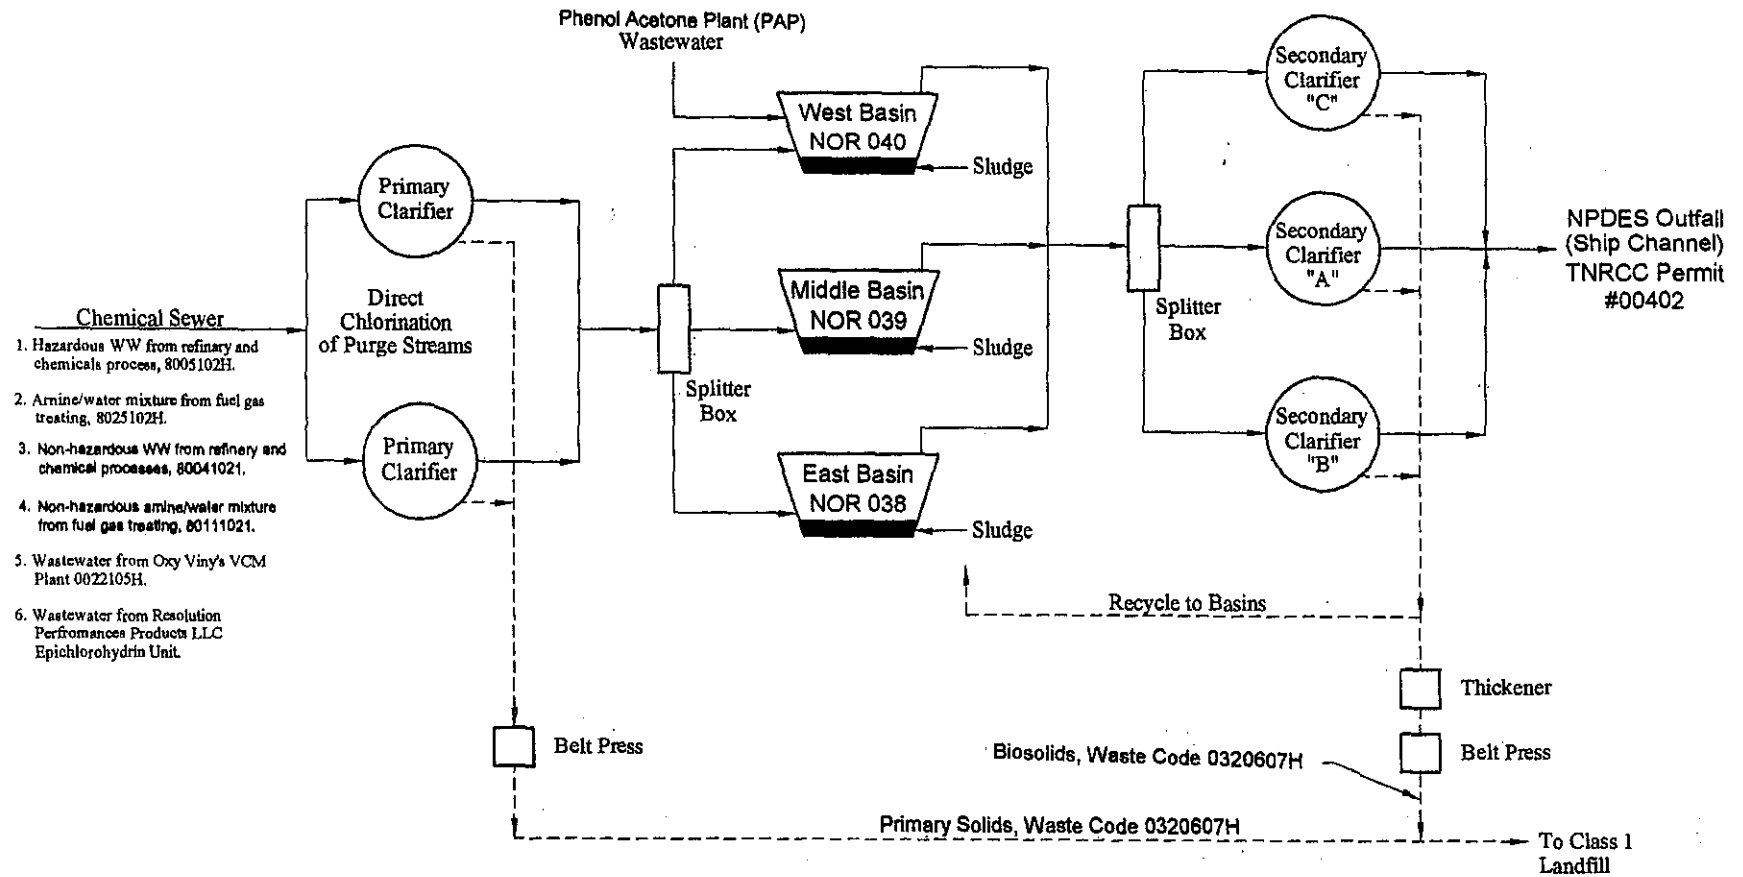 Phenol Acetone Plant (PAP)
Wastewater
West Basin
NOR 040
Sludge
Middle Basin
NOR 039
Sludge
East Basin
NOR 038
Sludge
Primary
Clarifier
Direct
Chlorination
of Purge Streams
Primary
Clarifier
Chemical Sewer
1. Hazardous WW from refinary and
chemicals process, 8005102H.
2. Amine/water mixture from fuel gas
treating, 8025102H.
3. Non-hazardous WW from refinery and
chemical processes, 80041021.
4. Non-hazardous amine/water mixture
from fuel gas treating, 80111021.
5. Wastewater from Oxy Viny's VCM
Plant 0022105H.
6. Wastewater from Resolution
Perfromances Products LLC
Epichlorohydrin Unit.
Splitter
Box
Splitter
Box
Secondary
Clarifier
"C"
Secondary
Clarifier
"A"
Secondary
Clarifier
"B"
NPDES Outfall
(Ship Channel)
TNRCC Permit
#00402
Recycle to Basins
Thickener
Belt Press
Belt Press
Biosolids, Waste Code 0320607H
Primary Solids, Waste Code 0320607H
To Class 1
Landfill